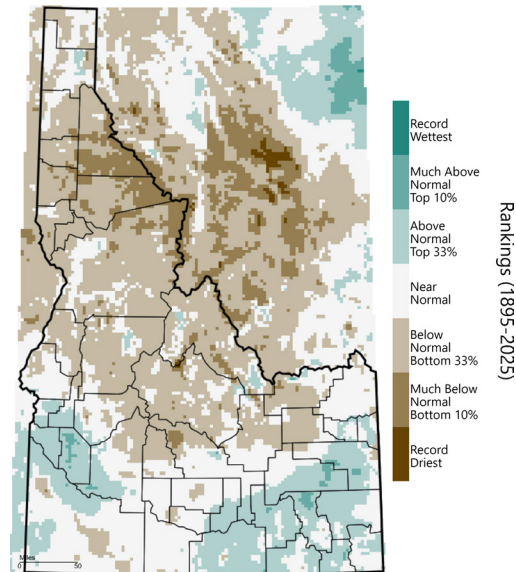 Record
Wettest
Much Above
Normal
Top 10%
Above
Normal
Top 33%
Near
Normal
Below
Normal
Bottom 33%
Much Below
Normal
Bottom 10%
Record
Driest
Rankings (1895-2025)
Miles
0 50